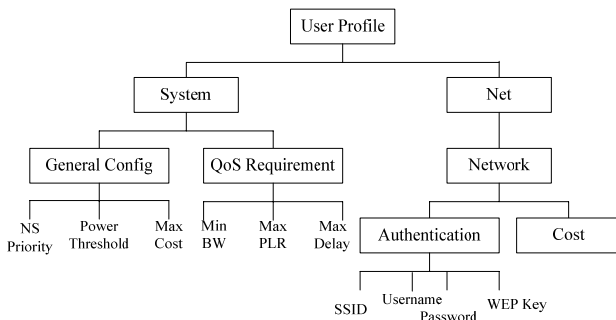 User Profile
System
Net
General Config
QoS Requirement
Network
NS
Priority
Power
Threshold
Max
Cost
Min
BW
Max
PLR
Max
Delay
Authentication
Cost
SSID
Username
Password
WEP Key